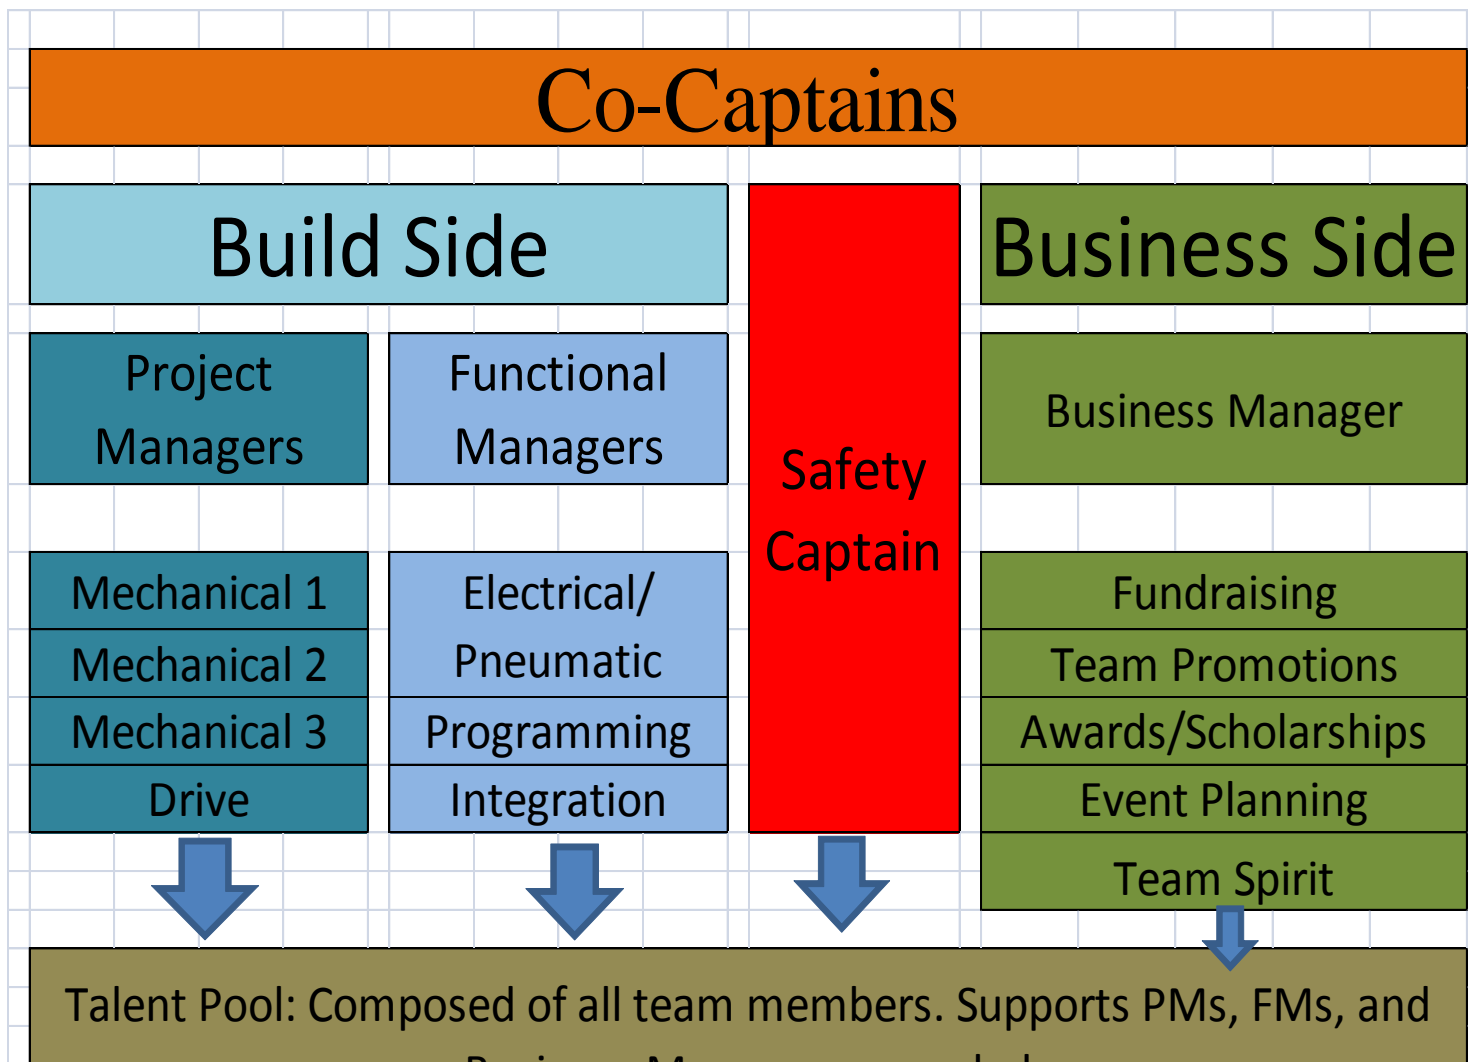 Co-Captains
Build Side
Business Side
Project
Managers
Functional
Managers
Safety
Captain
Business Manager
Mechanical 1
Mechanical 2
Mechanical 3
Drive
Electrical/
Pneumatic
Programming
Integration
Fundraising
Team Promotions
Awards/Scholarships
Event Planning
Team Spirit
Talent Pool: Composed of all team members. Supports PMs, FMs, and